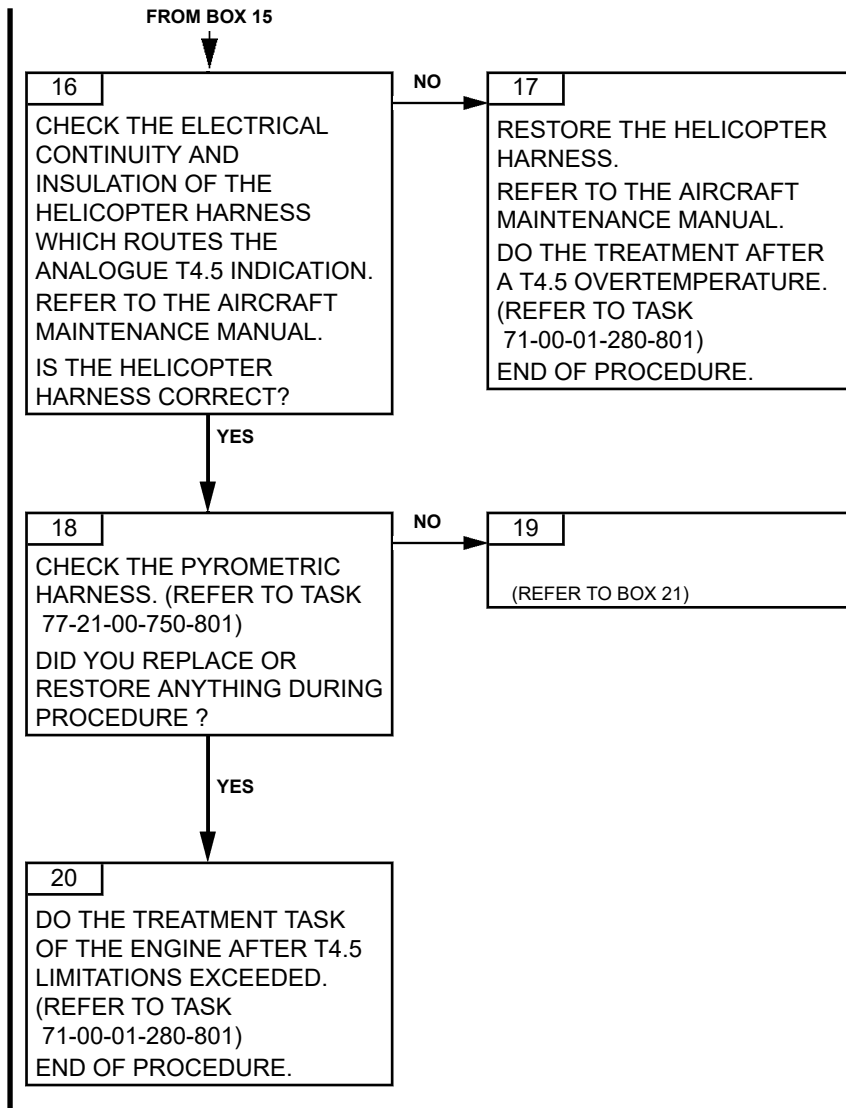 FROM BOX 15
16
CHECK THE ELECTRICAL
CONTINUITY AND
INSULATION OF THE
HELICOPTER HARNESS
WHICH ROUTES THE
ANALOGUE T4.5 INDICATION.
REFER TO THE AIRCRAFT
MAINTENANCE MANUAL.
IS THE HELICOPTER
HARNESS CORRECT?
NO
17
RESTORE THE HELICOPTER
HARNESS.
REFER TO THE AIRCRAFT
MAINTENANCE MANUAL.
DO THE TREATMENT AFTER
A T4.5 OVERTEMPERATURE.
(REFER TO TASK
71-00-01-280-801)
END OF PROCEDURE.
YES
18
CHECK THE PYROMETRIC
HARNESS. (REFER TO TASK
77-21-00-750-801)
DID YOU REPLACE OR
RESTORE ANYTHING DURING
PROCEDURE ?
NO
19
(REFER TO BOX 21)
YES
20
DO THE TREATMENT TASK
OF THE ENGINE AFTER T4.5
LIMITATIONS EXCEEDED.
(REFER TO TASK
71-00-01-280-801)
END OF PROCEDURE.